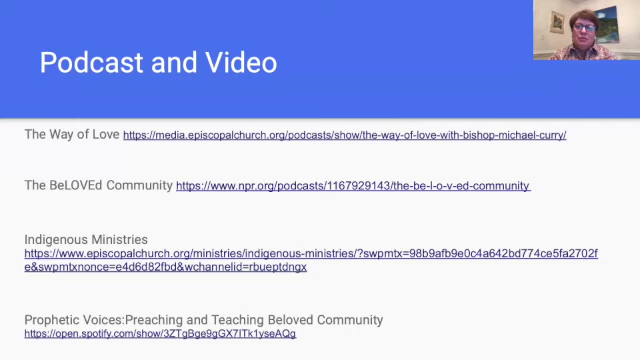 Podcast and Video
The Way of Love https://media.episcopalchurch.org/podcasts/show/the-way-of-love-with-bishop-michael-curry/
The BeLOVEd Community https://www.npr.org/podcasts/1167929143/the-be-l-o-v-ed-community
Indigenous Ministries
https://www.episcopalchurch.org/ministries/indigenous-ministries/?swpmtx=98b9afb9e0c4a642bd774ce5fa2702f
e&swpmtxnonce=e4d6d82fbd&wchannelid=rbueptdngx
Prophetic Voices:Preaching and Teaching Beloved Community
https://open.spotify.com/show/3ZTgBge9gGX7ITk1yseAQg